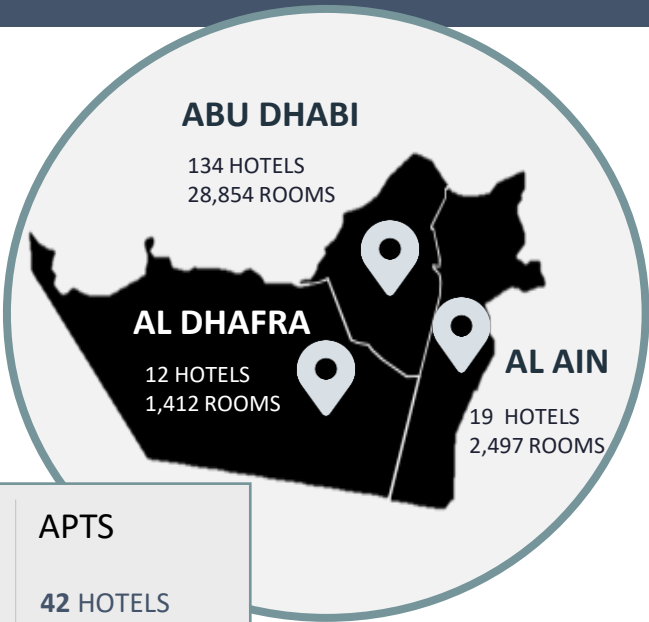 ABU DHABI
134 HOTELS
28,854 ROOMS
AL DHAFRA
12 HOTELS
1,412 ROOMS
AL AIN
19 HOTELS
2,497 ROOMS
APTS
42 HOTELS